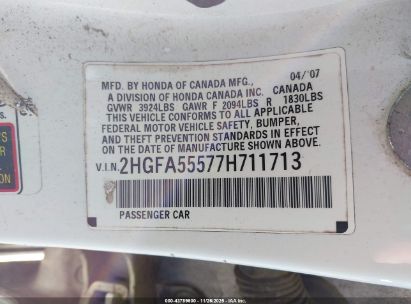 MFD. BY HONDA OF CANADA MFG., 04/'07
A DIVISION OF HONDA CANADA INC. CANADA
GVWR 3924LBS GAWR F 2094LBS R 1830LBS
THIS VEHICLE CONFORMS TO ALL APPLICABLE
FEDERAL MOTOR VEHICLE SAFETY, BUMPER,
AND THEFT PREVENTION STANDARDS IN EFFECT
ON THE DATE OF MANUFACTURE SHOWN ABOVE.
V.I.N. 2HGFA55577H711713
PASSENGER CAR